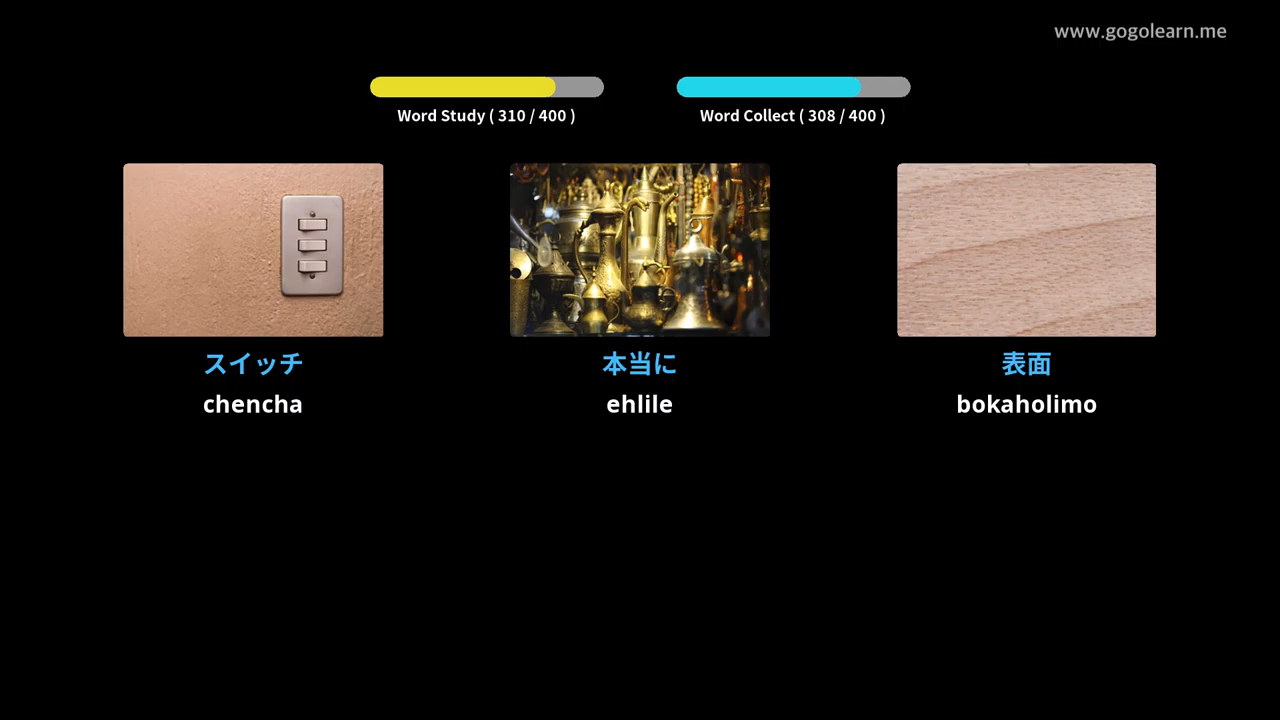 www.gogolearn.me
Word Study ( 310 / 400 )
Word Collect ( 308 / 400 )
スイッチ
chencha
本当に
ehlile
表面
bokaholimo